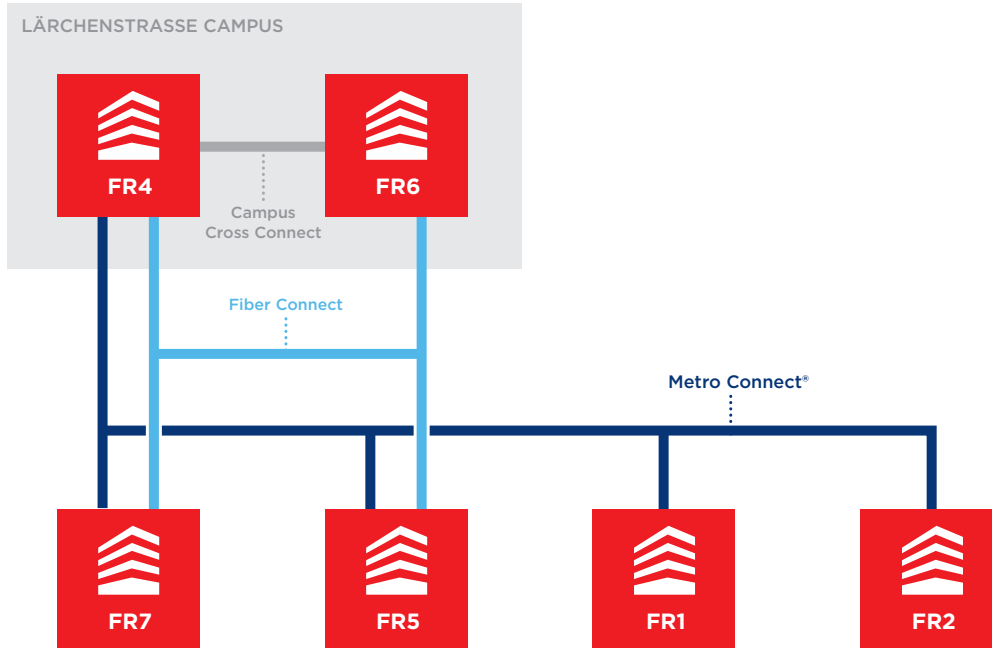 LÄRCHENSTRASSE CAMPUS
FR4
FR6
Campus
Cross Connect
Fiber Connect
Metro Connect®
FR7
FR5
FR1
FR2